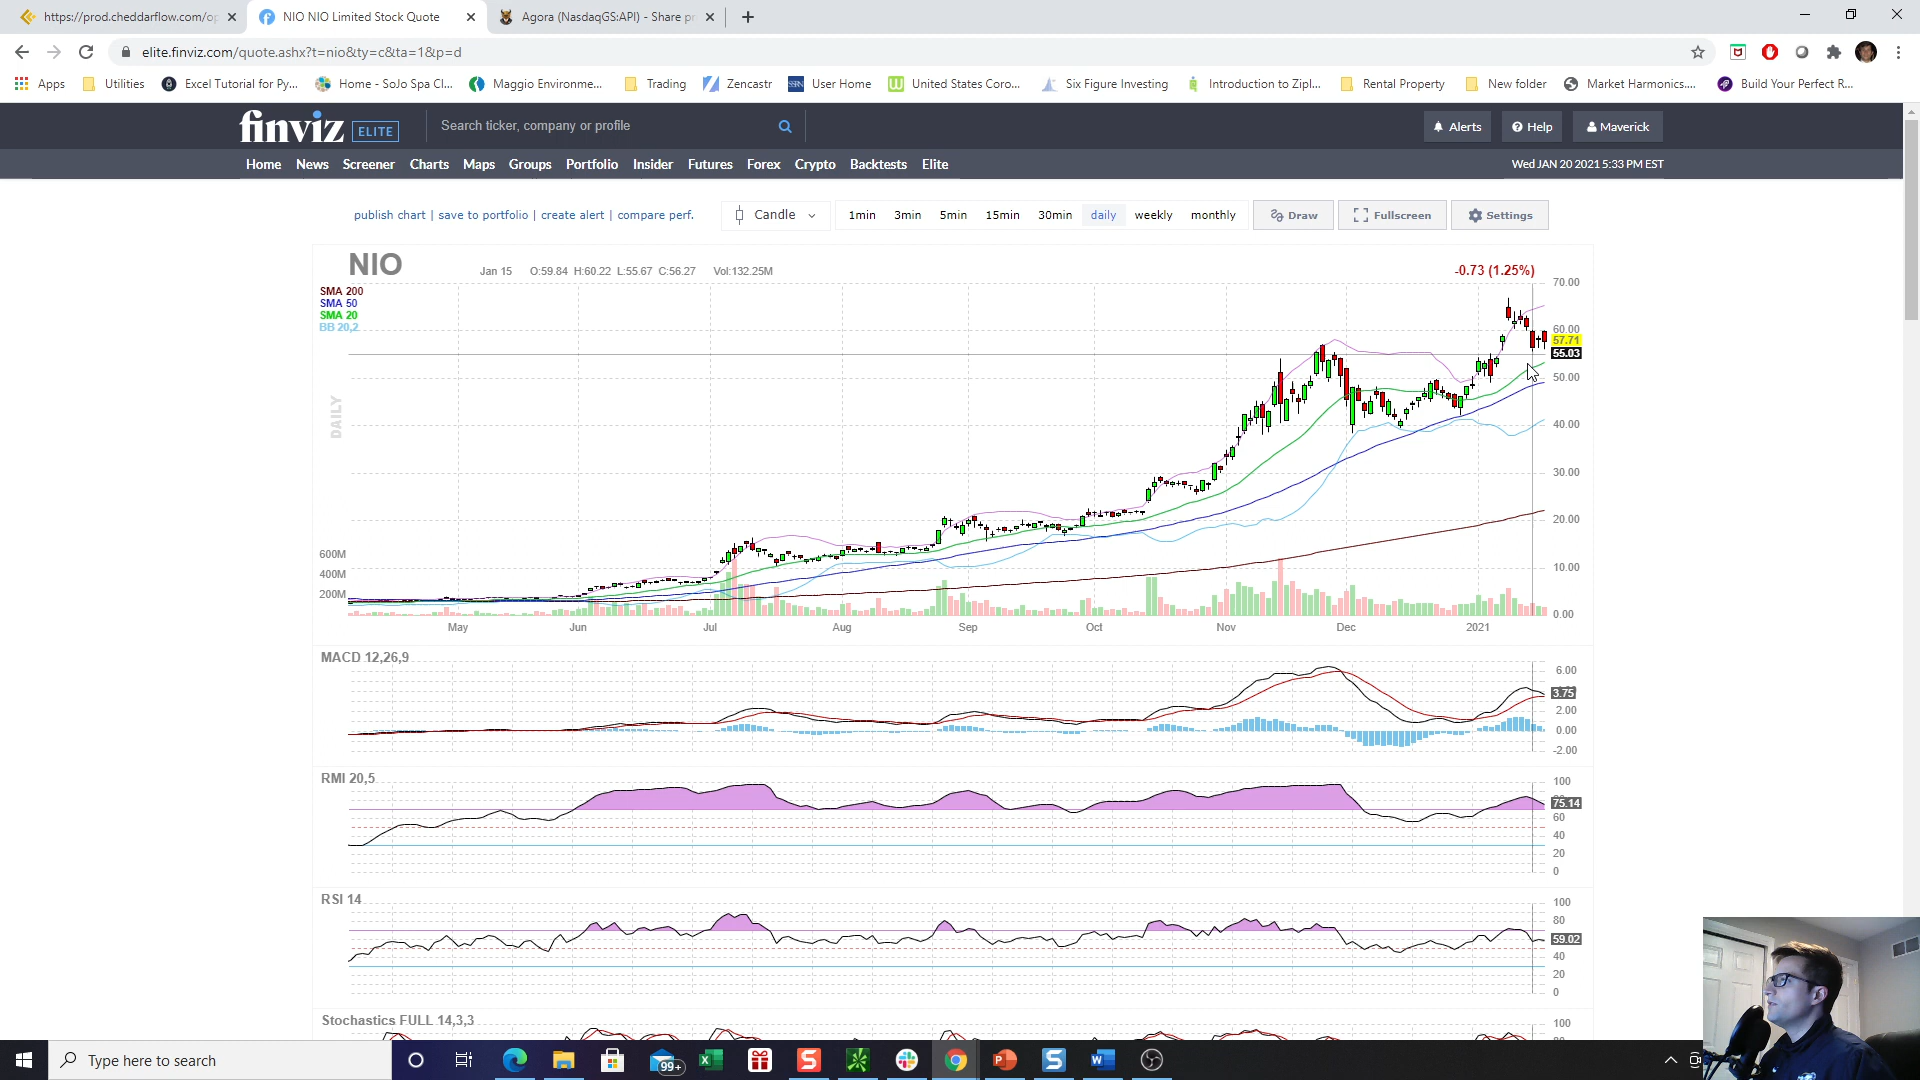 https://prod.cheddarflow.com/op
NIO NIO Limited Stock Quote
Agora (NasdaqGS:API) - Share pr
elite.finviz.com/quote.ashx?t=nio&ty=c&ta=1&p=d
Apps Utilities Excel Tutorial for Py... Home - SoJo Spa Cl... Maggio Environme... Trading Zencastr User Home United States Coro... Six Figure Investing Introduction to Zipl... Rental Property New folder Market Harmonics.... Build Your Perfect R...
finviz ELITE Search ticker, company or profile Alerts Help Maverick
Home News Screener Charts Maps Groups Portfolio Insider Futures Forex Crypto Backtests Elite Wed JAN 20 2021 5:33 PM EST
publish chart | save to portfolio | create alert | compare perf. Candle 1min 3min 5min 15min 30min daily weekly monthly Draw Fullscreen Settings
NIO Jan 15 O:59.84 H:60.22 L:55.67 C:56.27 Vol:132.25M -0.73 (1.25%)
SMA 200
SMA 50
SMA 20
BB 20,2
DAILY
70.00
60.00
57.71
55.03
50.00
40.00
30.00
20.00
10.00
0.00
600M
400M
200M
May Jun Jul Aug Sep Oct Nov Dec 2021
MACD 12,26,9
6.00
3.75
2.00
0.00
-2.00
RMI 20,5
100
75.14
60
40
20
0
RSI 14
100
80
59.02
40
20
0
Stochastics FULL 14,3,3
100
Type here to search
99+